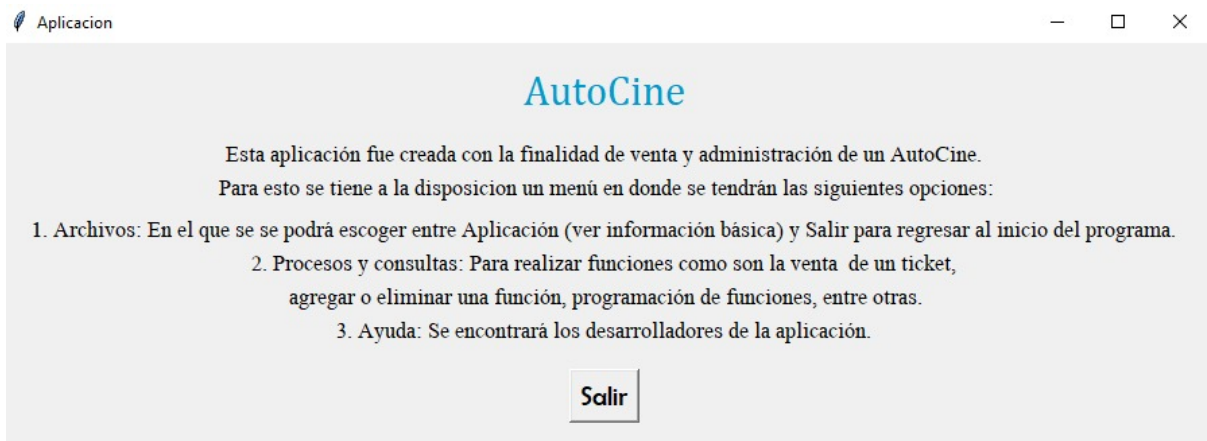 Aplicacion
AutoCine
Esta aplicación fue creada con la finalidad de venta y administración de un AutoCine.
Para esto se tiene a la disposicion un menú en donde se tendrán las siguientes opciones:
1. Archivos: En el que se se podrá escoger entre Aplicación (ver información básica) y Salir para regresar al inicio del programa.
2. Procesos y consultas: Para realizar funciones como son la venta  de un ticket,
agregar o eliminar una función, programación de funciones, entre otras.
3. Ayuda: Se encontrará los desarrolladores de la aplicación.
Salir